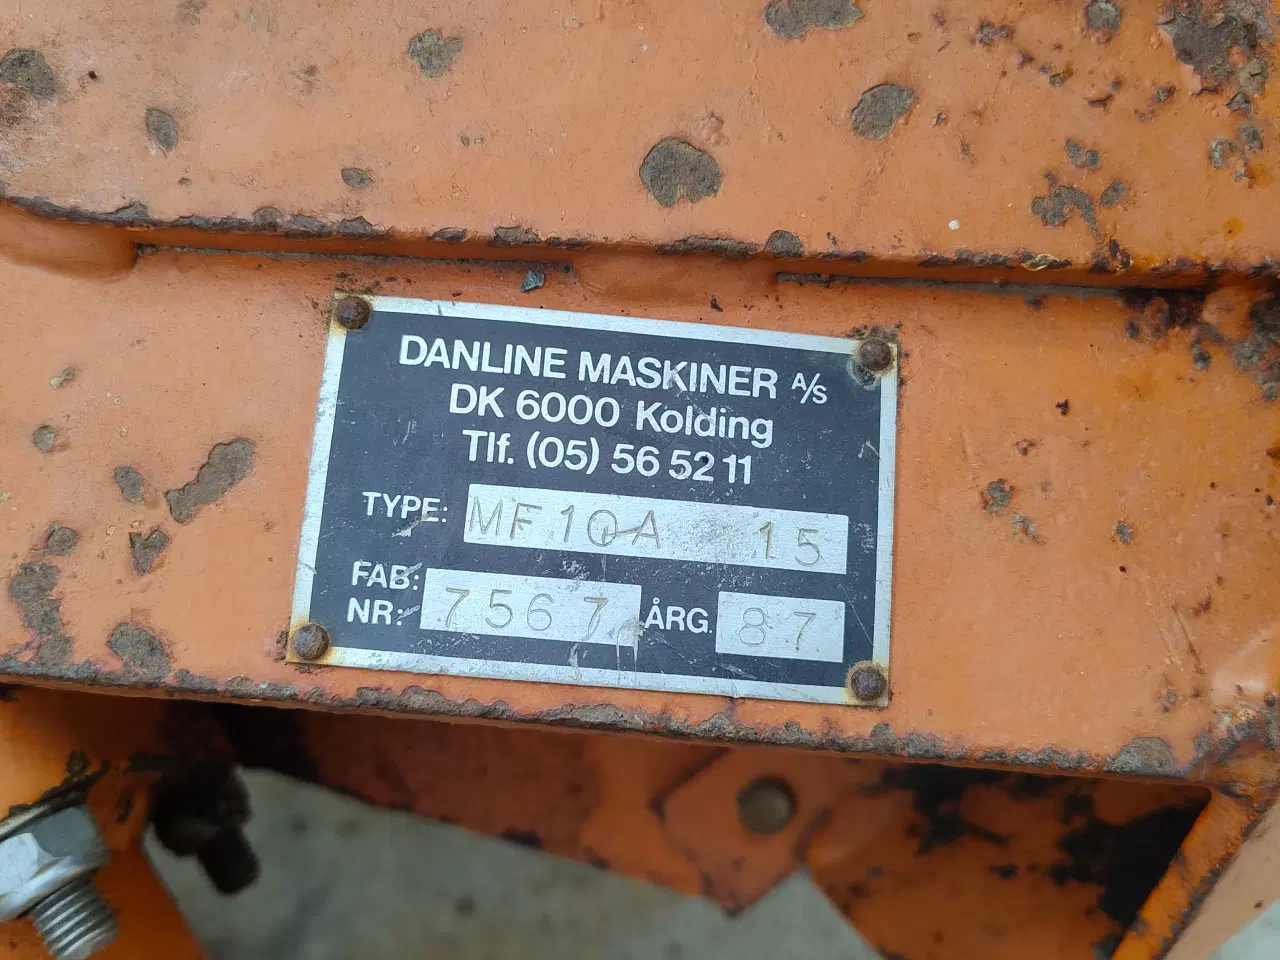 DANLINE MASKINER A/S
DK 6000 Kolding
Tlf. (05) 56 52 11
TYPE: MF 10 A 15
FAB:
NR: 7567 ÅRG. 87